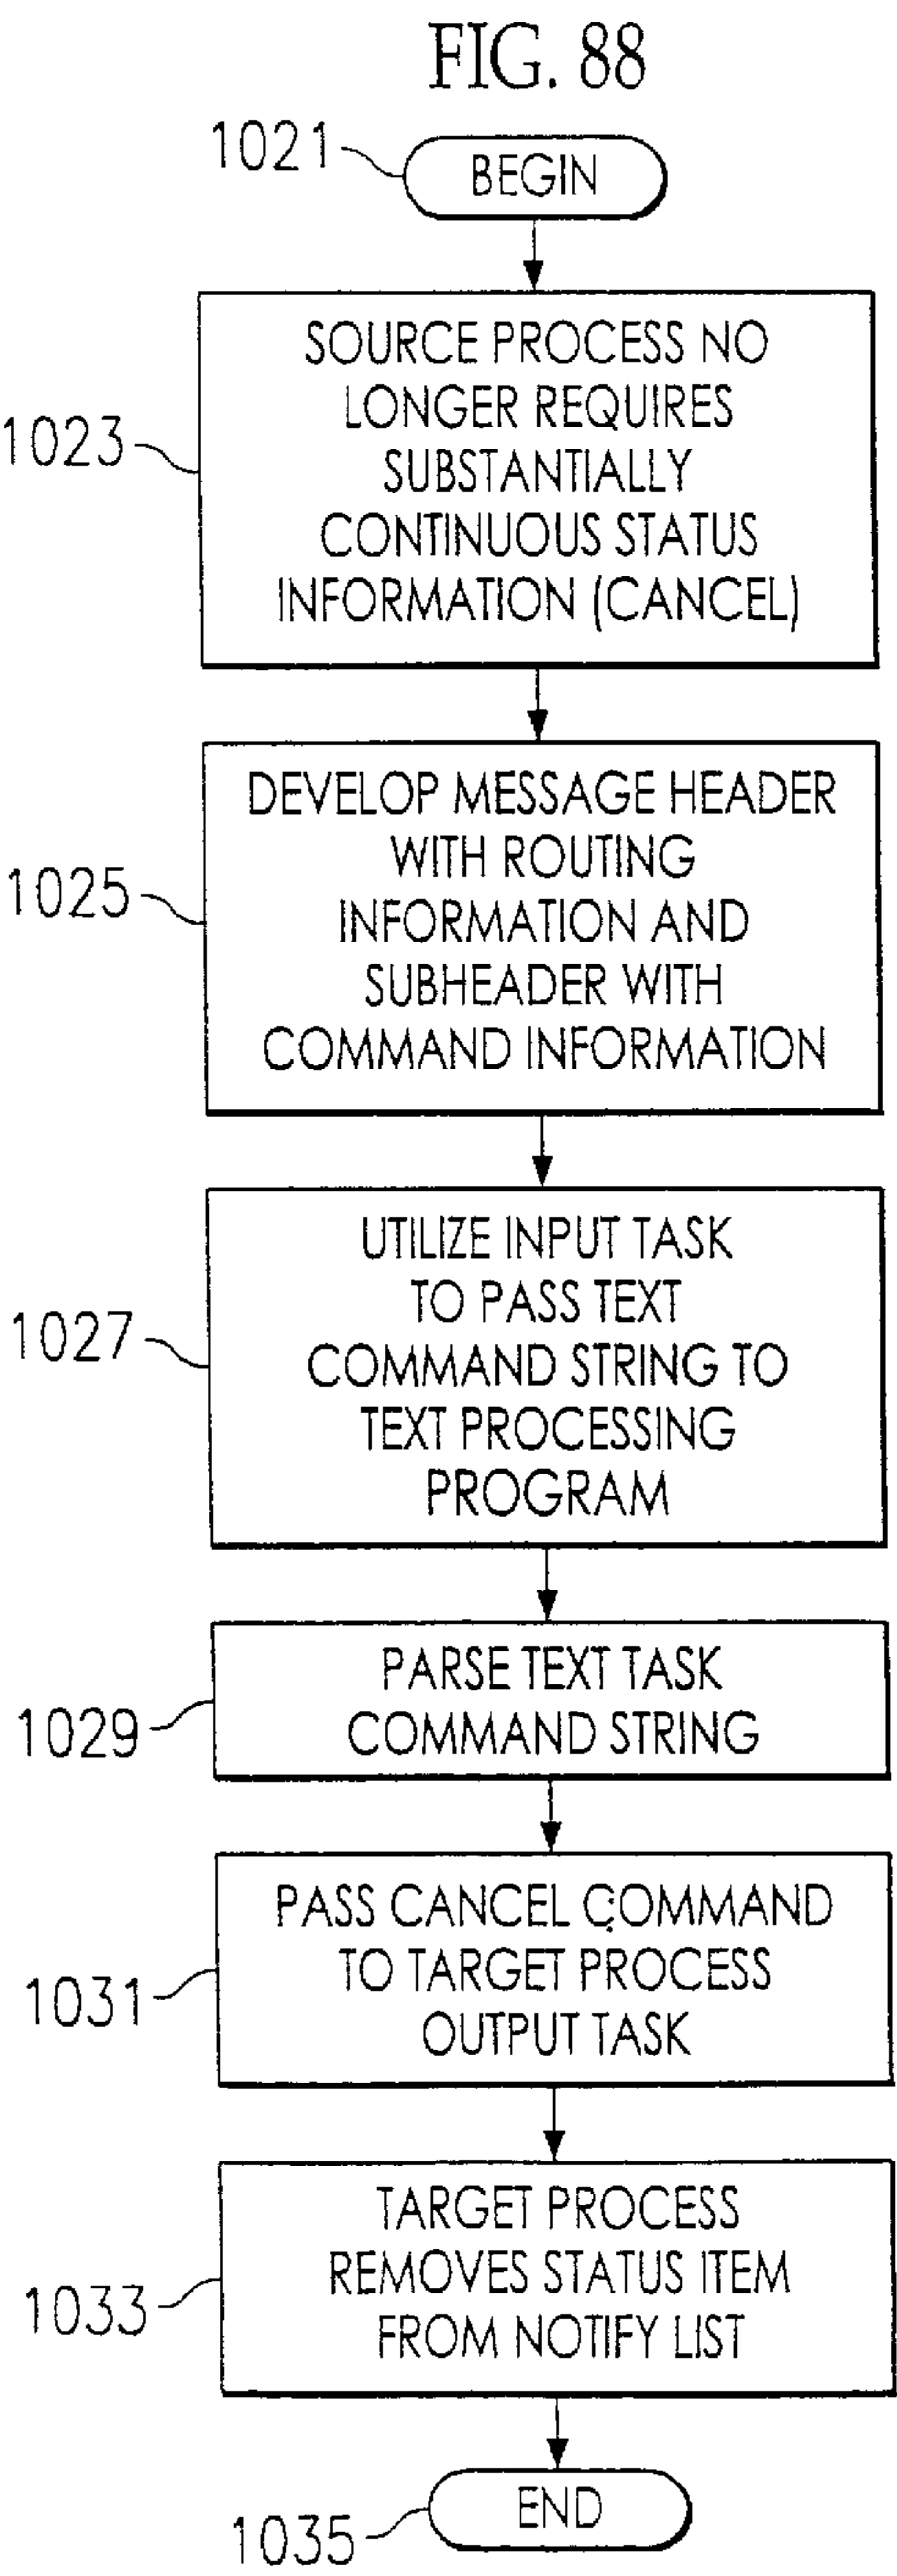 FIG. 88
1021
BEGIN
1023
SOURCE PROCESS NO
LONGER REQUIRES
SUBSTANTIALLY
CONTINUOUS STATUS
INFORMATION (CANCEL)
1025
DEVELOP MESSAGE HEADER
WITH ROUTING
INFORMATION AND
SUBHEADER WITH
COMMAND INFORMATION
1027
UTILIZE INPUT TASK
TO PASS TEXT
COMMAND STRING TO
TEXT PROCESSING
PROGRAM
1029
PARSE TEXT TASK
COMMAND STRING
1031
PASS CANCEL COMMAND
TO TARGET PROCESS
OUTPUT TASK
1033
TARGET PROCESS
REMOVES STATUS ITEM
FROM NOTIFY LIST
1035
END